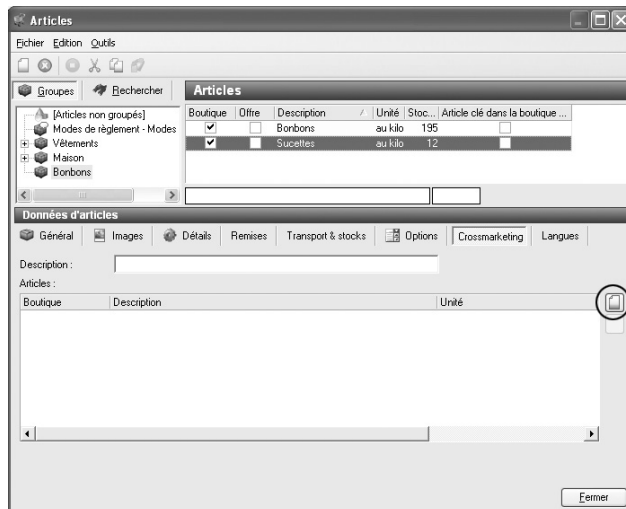 Articles
Fichier Edition Outils
Groupes Rechercher
Articles
[Articles non groupés]
Modes de règlement - Modes
Vêtements
Maison
Bonbons
Boutique Offre Description Unité Stoc... Article clé dans la boutique ...
Bonbons au kilo 195
Sucettes au kilo 12
Données d'articles
Général Images Détails Remises Transport & stocks Options Crossmarketing Langues
Description :
Articles :
Boutique Description Unité
Fermer